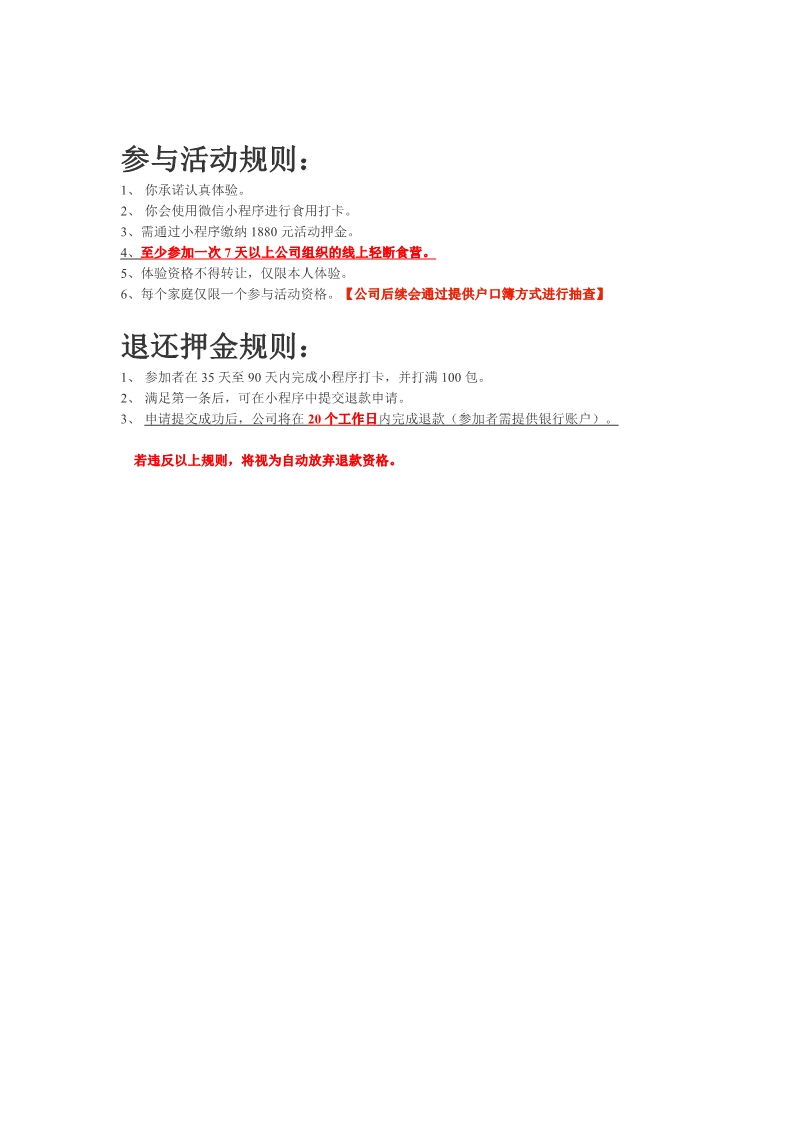 参与活动规则：
1、 你承诺认真体验。
2、 你会使用微信小程序进行食用打卡。
3、需通过小程序缴纳 1880 元活动押金。
4、至少参加一次 7 天以上公司组织的线上轻断食营。
5、体验资格不得转让，仅限本人体验。
6、每个家庭仅限一个参与活动资格。【公司后续会通过提供户口簿方式进行抽查】
退还押金规则：
1、 参加者在 35 天至 90 天内完成小程序打卡，并打满 100 包。
2、 满足第一条后，可在小程序中提交退款申请。
3、 申请提交成功后，公司将在 20 个工作日内完成退款（参加者需提供银行账户）。
若违反以上规则，将视为自动放弃退款资格。